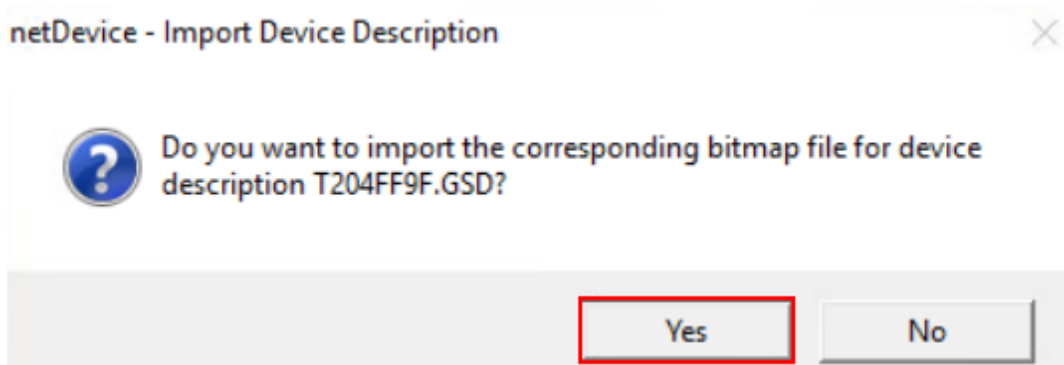 netDevice - Import Device Description
Do you want to import the corresponding bitmap file for device
description T204FF9F.GSD?
Yes No